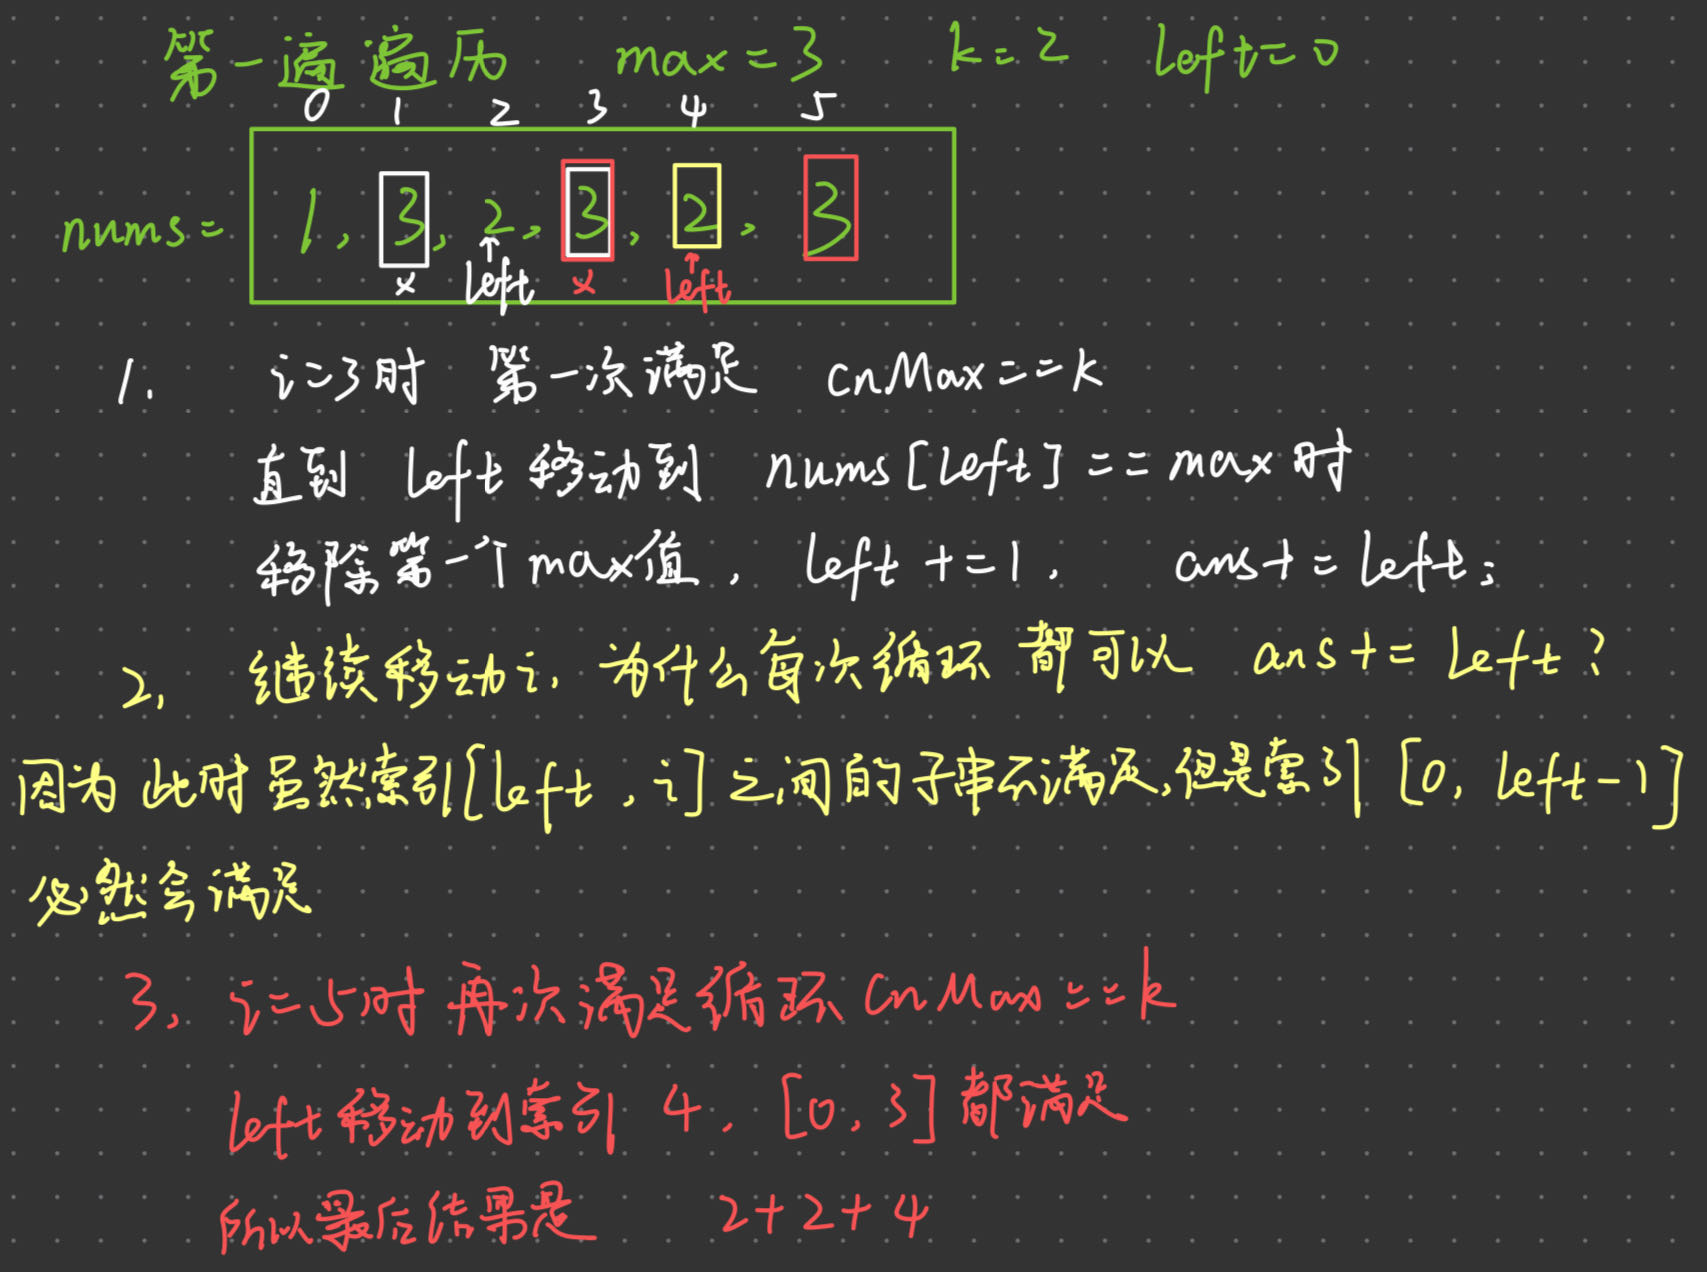 第一遍遍历 max=3 k=2 left=0
0 1 2 3 4 5
nums= 1, 3, 2, 3, 2, 3
x left x left
1. i=3时 第一次满足 cnMax==k
直到 left 移动到 nums[left]==max时
移除第一个max值, left+=1, ans+=left;
2, 继续移动i, 为什么每次循环都可以 ans+=left?
因为此时虽然索引[left,i]之间的子串不满足,但是索引[0, left-1]
必然会满足
3, i=5时 再次满足循环 cnMax==k
left移动到索引4, [0,3]都满足
所以最后结果是 2+2+4